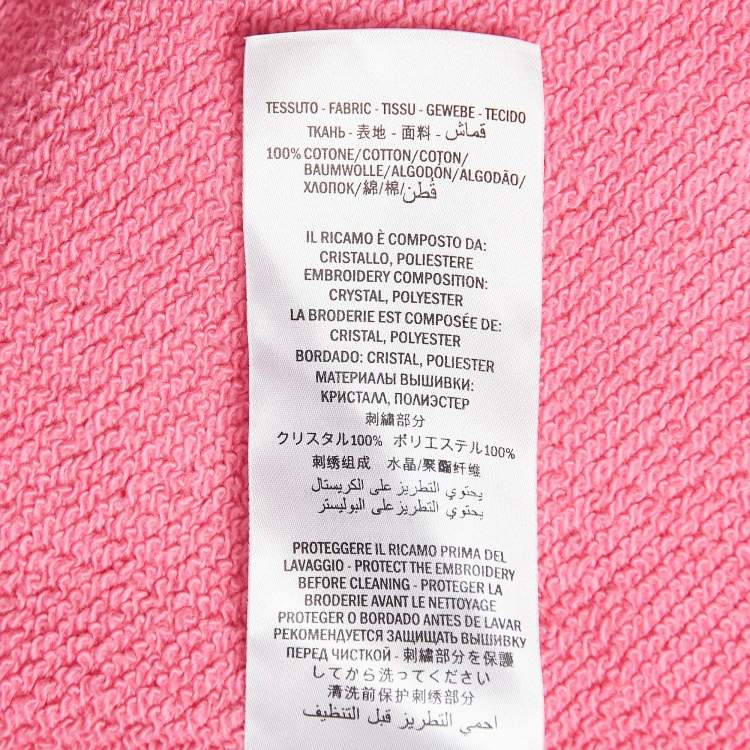 TESSUTO - FABRIC - TISSU - GEWEBE - TECIDO
ТКАНЬ - 表地 - 面料 - قماش
100% COTONE/COTTON/COTON/
BAUMWOLLE/ALGODÓN/ALGODÃO/
ХЛОПОК/綿/棉/قُطن
IL RICAMO È COMPOSTO DA:
CRISTALLO, POLIESTERE
EMBROIDERY COMPOSITION:
CRYSTAL, POLYESTER
LA BRODERIE EST COMPOSÉE DE:
CRISTAL, POLYESTER
BORDADO: CRISTAL, POLIESTER
МАТЕРИАЛЫ ВЫШИВКИ:
КРИСТАЛЛ, ПОЛИЭСТЕР
刺繍部分
クリスタル100% ポリエステル100%
刺绣组成 水晶/聚酯纤维
يحتوي التطريز على الكريستال
يحتوي التطريز على البوليستر
PROTEGGERE IL RICAMO PRIMA DEL
LAVAGGIO - PROTECT THE EMBROIDERY
BEFORE CLEANING - PROTEGER LA
BRODERIE AVANT LE NETTOYAGE
PROTEGER O BORDADO ANTES DE LAVAR
РЕКОМЕНДУЕТСЯ ЗАЩИЩАТЬ ВЫШИВКУ
ПЕРЕД ЧИСТКОЙ - 刺繍部分を保護
してから洗ってください
清洗前保护刺绣部分
احمي التطريز قبل التنظيف